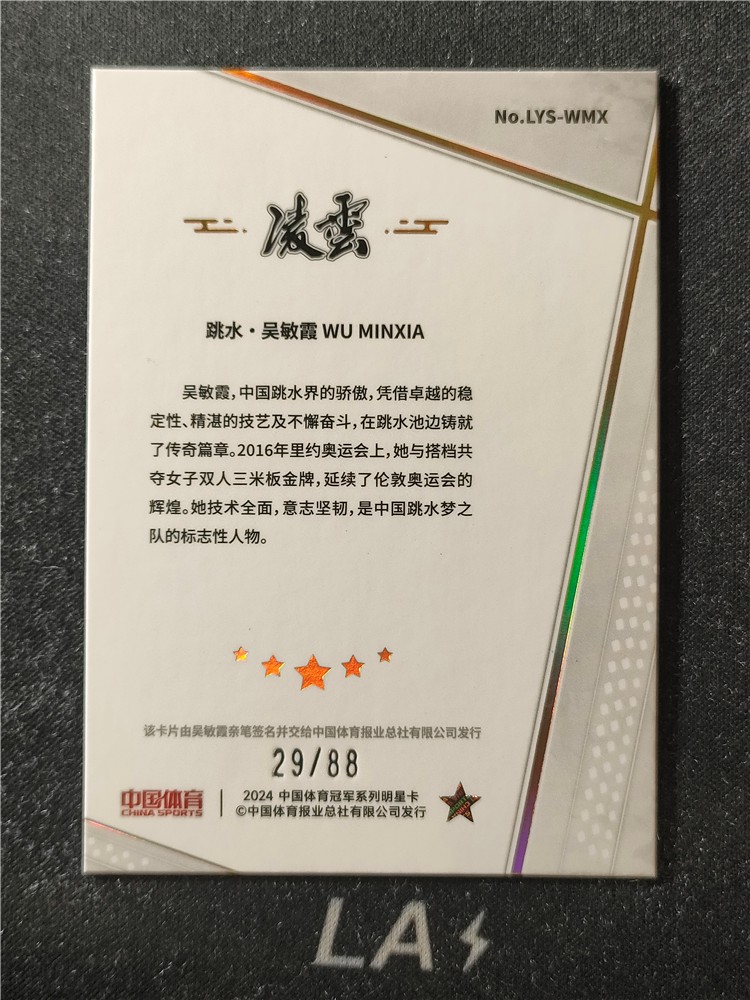 No.LYS-WMX
凌雲
跳水·吴敏霞 WU MINXIA
吴敏霞，中国跳水界的骄傲，凭借卓越的稳
定性、精湛的技艺及不懈奋斗，在跳水池边铸就
了传奇篇章。2016年里约奥运会上，她与搭档共
夺女子双人三米板金牌，延续了伦敦奥运会的
辉煌。她技术全面，意志坚韧，是中国跳水梦之
队的标志性人物。
该卡片由吴敏霞亲笔签名并交给中国体育报业总社有限公司发行
29/88
中国体育
CHINA SPORTS
2024 中国体育冠军系列明星卡
©中国体育报业总社有限公司发行
LA